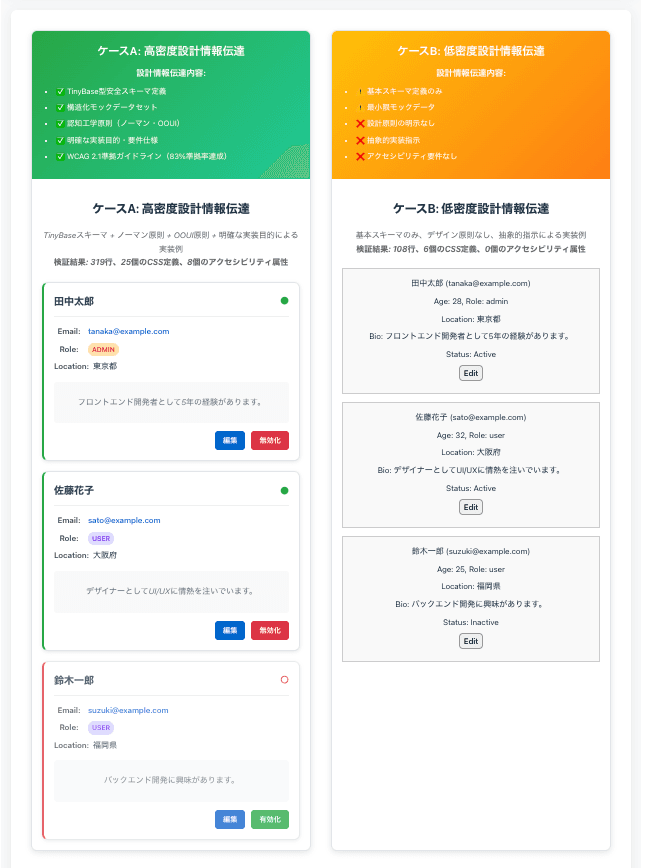 ケースA: 高密度設計情報伝達
設計情報伝達内容:
• ✅ TinyBase型安全スキーマ定義
• ✅ 構造化モックデータセット
• ✅ 認知工学原則（ノーマン・OOUI）
• ✅ 明確な実装目的・要件仕様
• ✅ WCAG 2.1準拠ガイドライン（83%準拠率達成）
ケースA: 高密度設計情報伝達
TinyBaseスキーマ + ノーマン原則 + OOUI原則 + 明確な実装目的による
実装例
検証結果: 319行、25個のCSS定義、8個のアクセシビリティ属性
田中太郎
Email: tanaka@example.com
Role: ADMIN
Location: 東京都
フロントエンド開発者として5年の経験があります。
編集 無効化
佐藤花子
Email: sato@example.com
Role: USER
Location: 大阪府
デザイナーとしてUI/UXに情熱を注いでいます。
編集 無効化
鈴木一郎
Email: suzuki@example.com
Role: USER
Location: 福岡県
バックエンド開発に興味があります。
編集 有効化
ケースB: 低密度設計情報伝達
設計情報伝達内容:
• ! 基本スキーマ定義のみ
• ! 最小限モックデータ
• ❌ 設計原則の明示なし
• ❌ 抽象的実装指示
• ❌ アクセシビリティ要件なし
ケースB: 低密度設計情報伝達
基本スキーマのみ、デザイン原則なし、抽象的指示による実装例
検証結果: 108行、6個のCSS定義、0個のアクセシビリティ属性
田中太郎 (tanaka@example.com)
Age: 28, Role: admin
Location: 東京都
Bio: フロントエンド開発者として5年の経験があります。
Status: Active
Edit
佐藤花子 (sato@example.com)
Age: 32, Role: user
Location: 大阪府
Bio: デザイナーとしてUI/UXに情熱を注いでいます。
Status: Active
Edit
鈴木一郎 (suzuki@example.com)
Age: 25, Role: user
Location: 福岡県
Bio: バックエンド開発に興味があります。
Status: Inactive
Edit